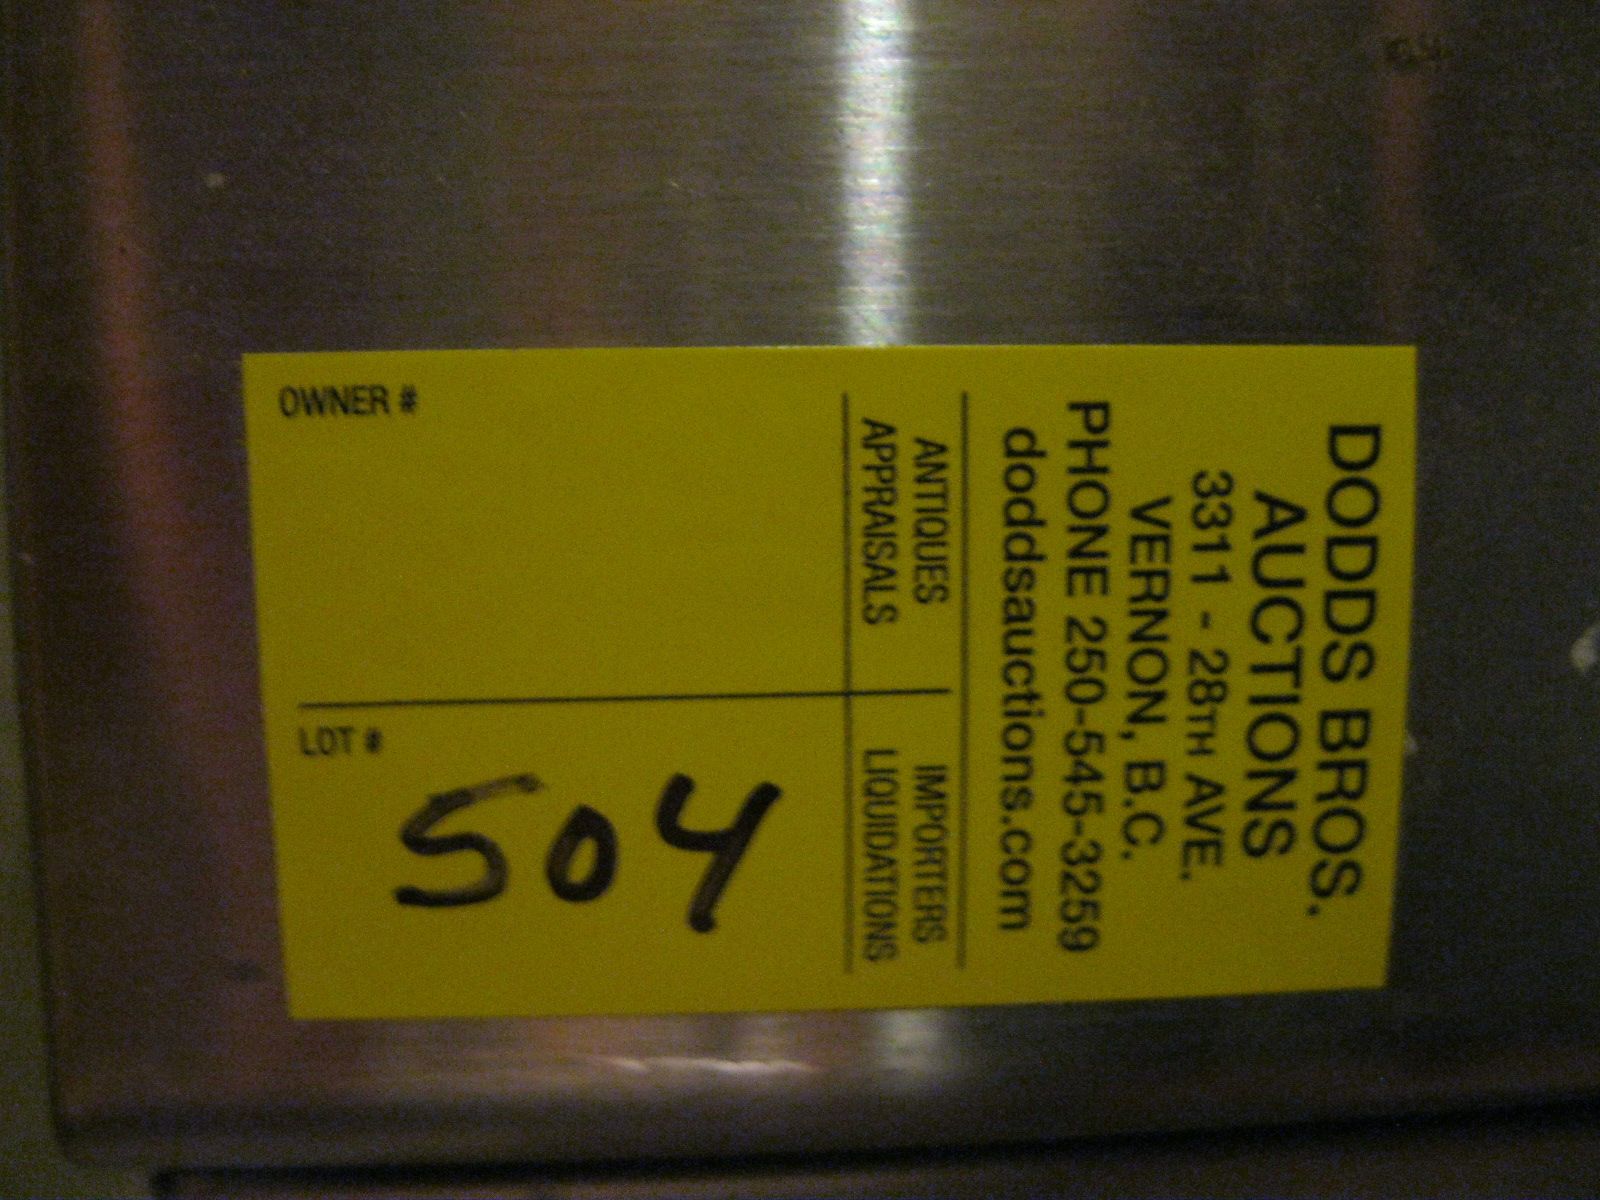 DODDS BROS.
AUCTIONS
3311 - 28TH AVE.
VERNON, B.C.
PHONE 250-545-3259
doddsauctions.com
ANTIQUES
APPRAISALS
IMPORTERS
LIQUIDATIONS
OWNER #
LOT #
504